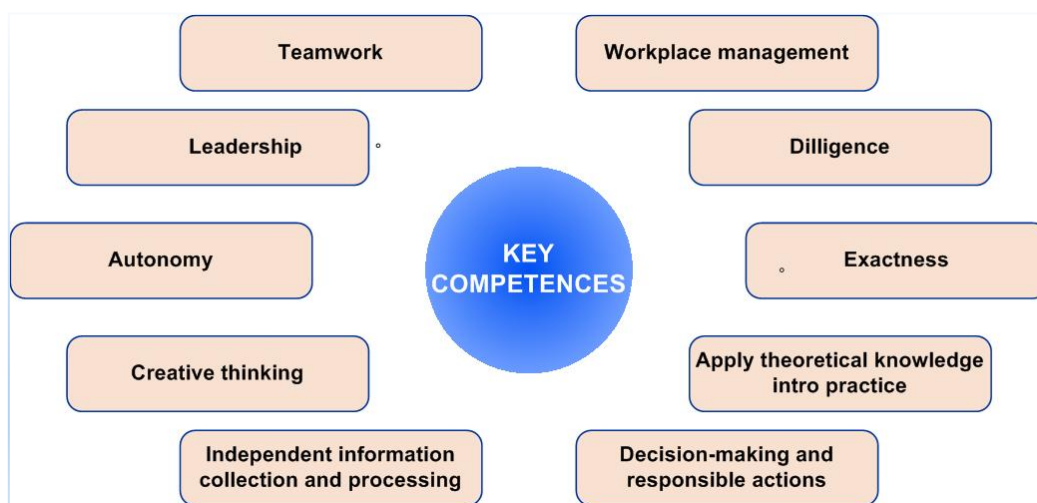 Teamwork
Workplace management
Leadership
Dilligence
Autonomy
KEY
COMPETENCES
Exactness
Creative thinking
Apply theoretical knowledge
intro practice
Independent information
collection and processing
Decision-making and
responsible actions